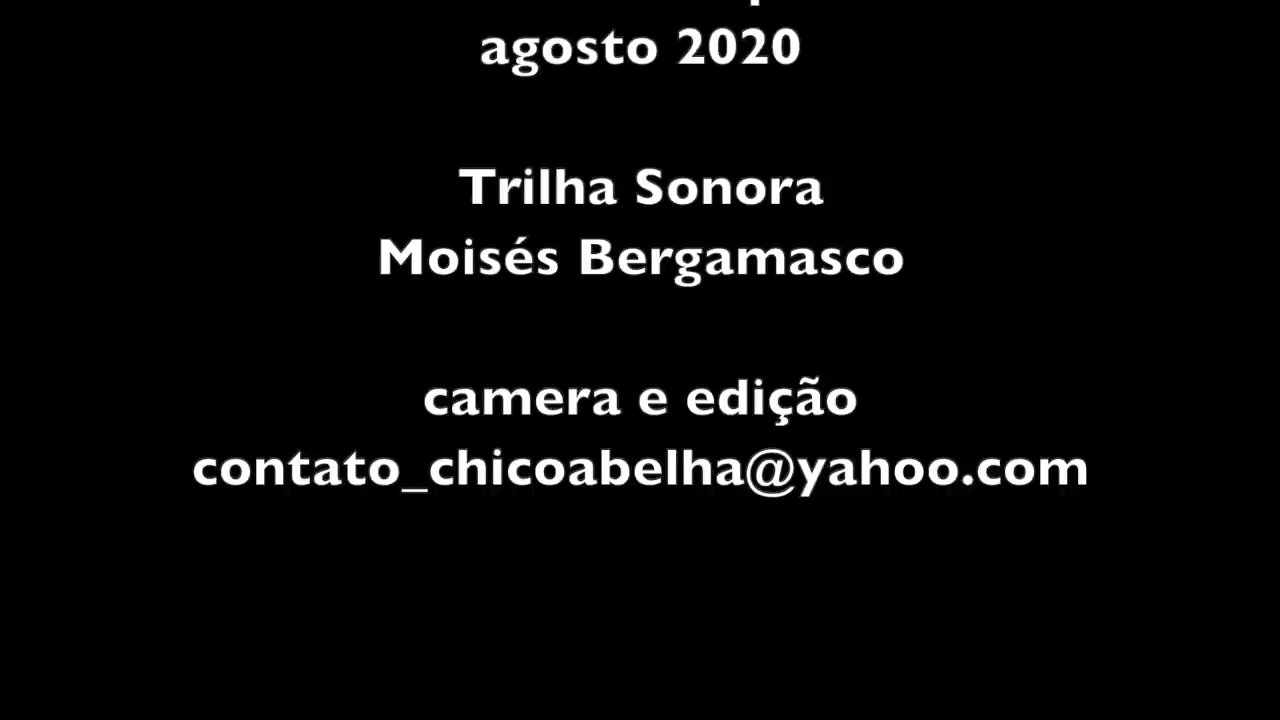 agosto 2020
Trilha Sonora
Moisés Bergamasco
camera e edição
contato_chicoabelha@yahoo.com